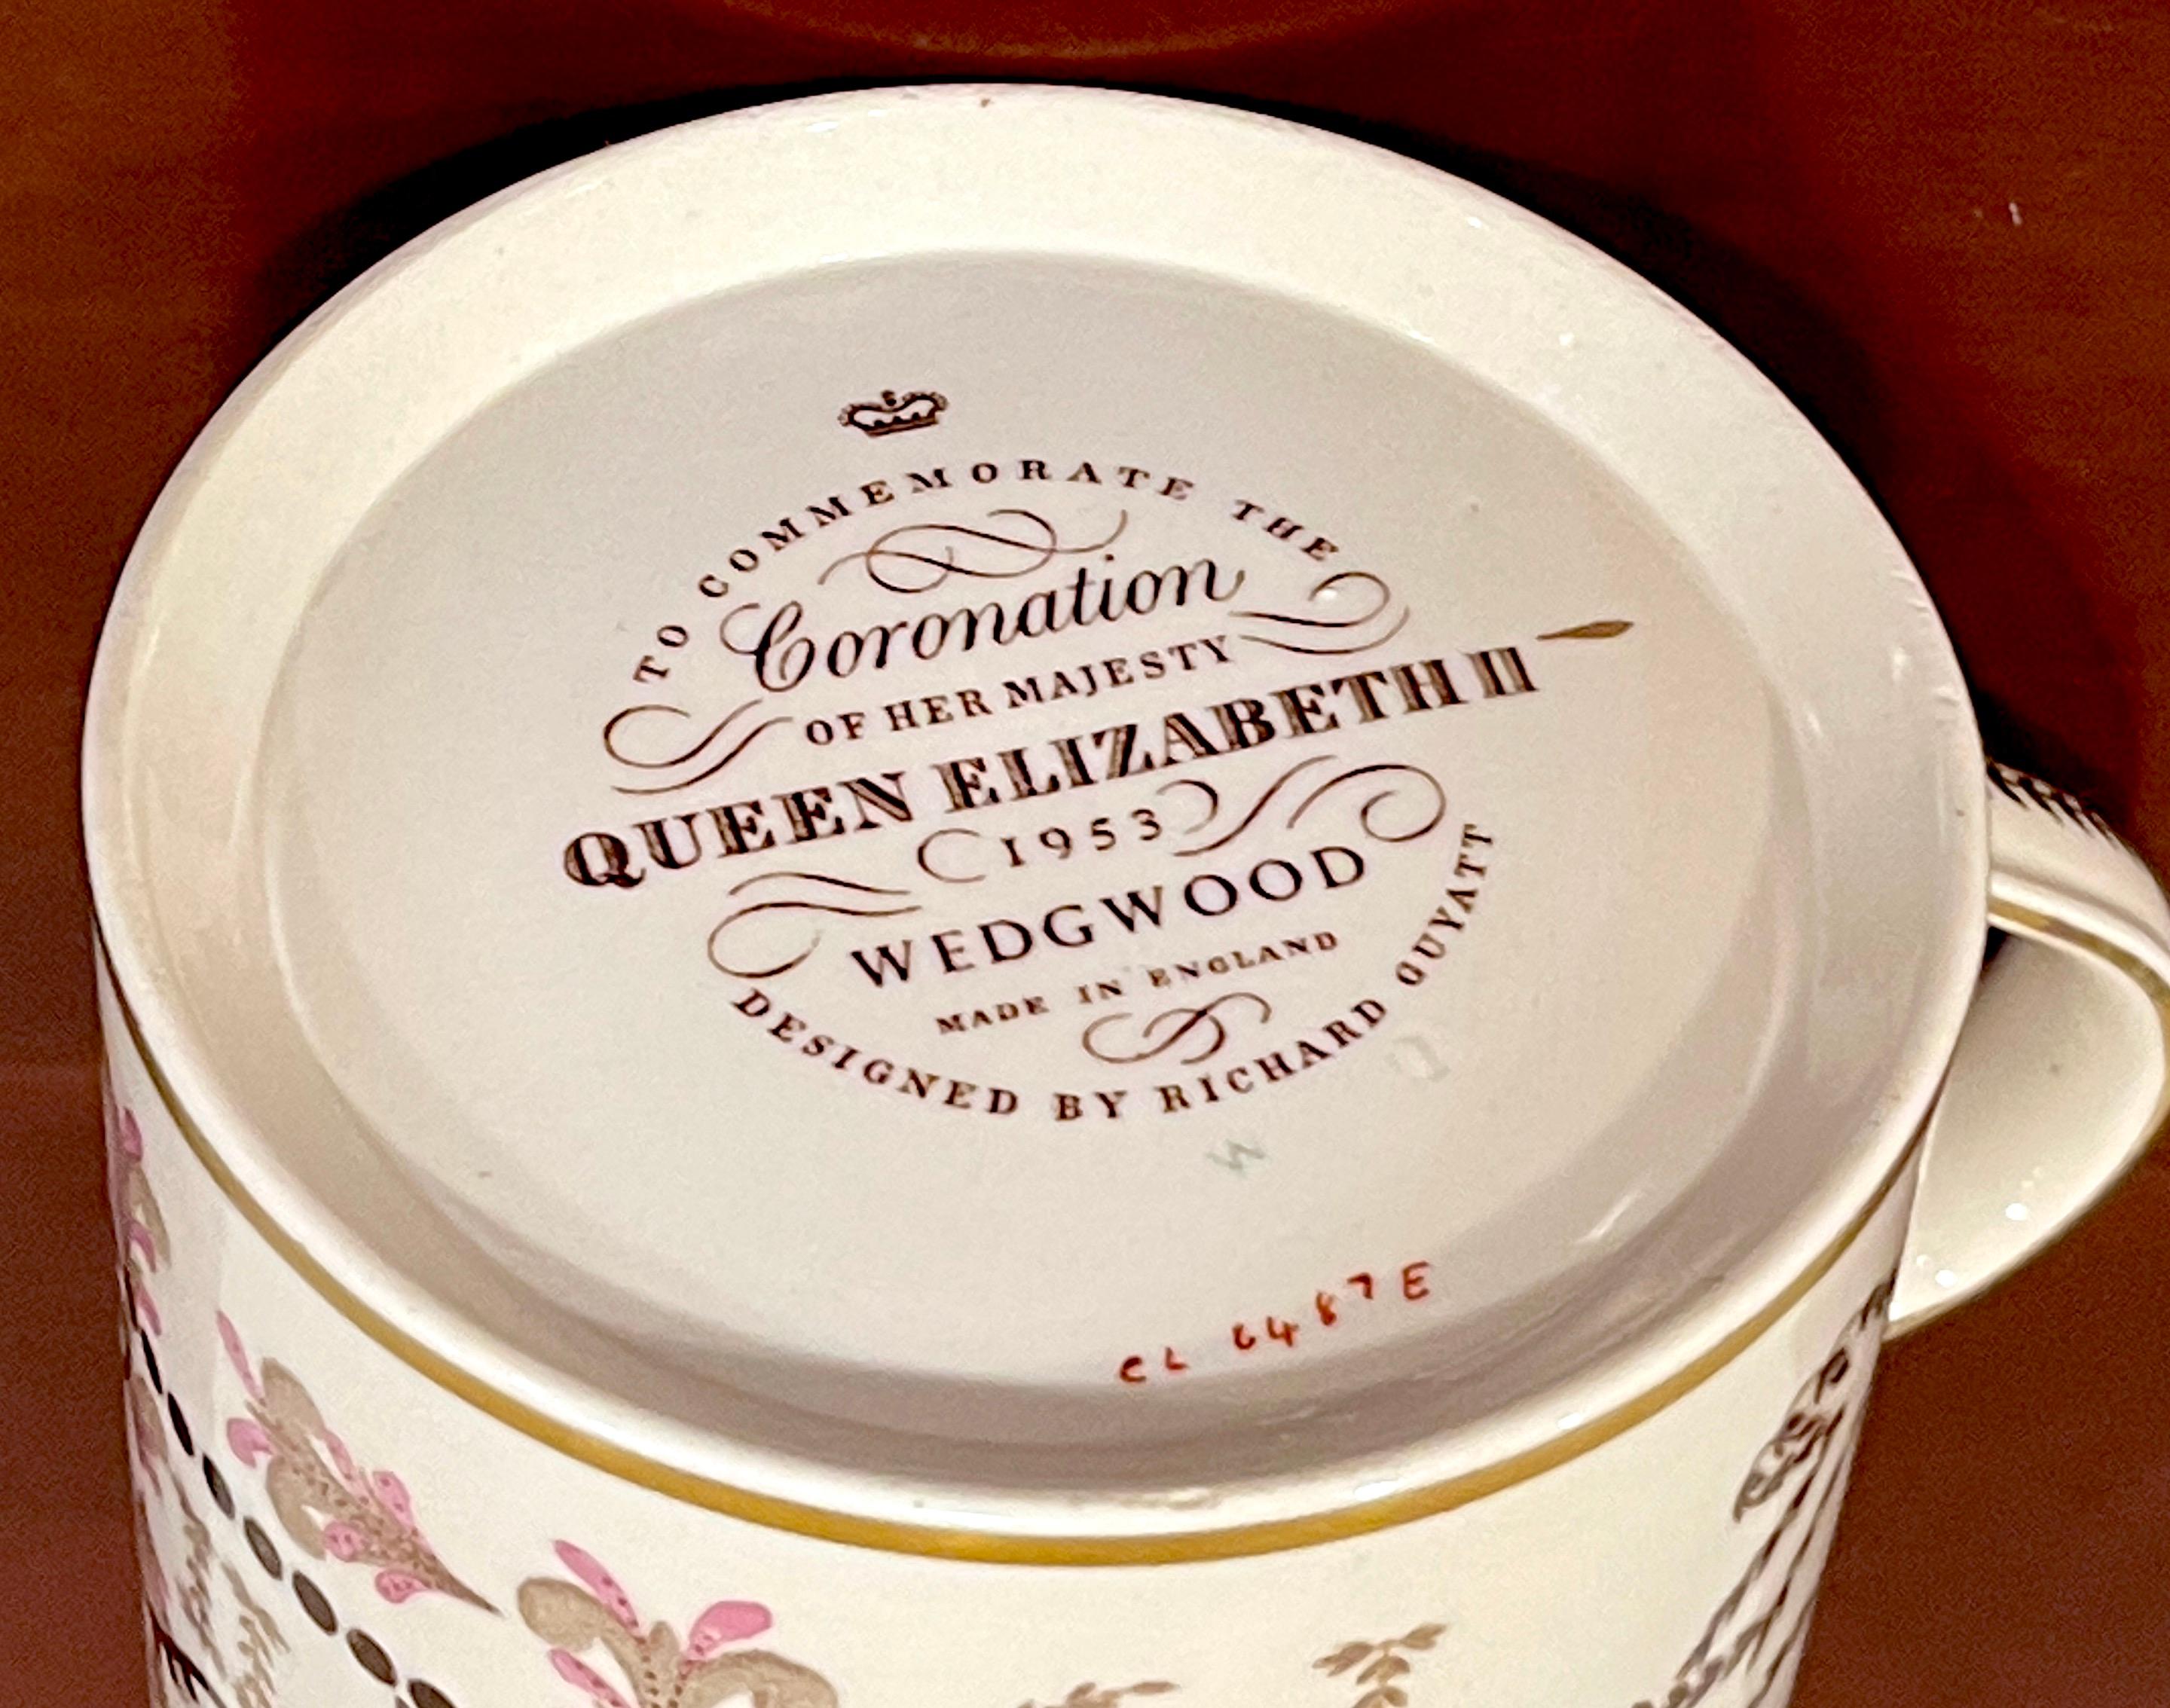 TO COMMEMORATE THE
Coronation
OF HER MAJESTY
QUEEN ELIZABETH II
1953
WEDGWOOD
MADE IN ENGLAND
DESIGNED BY RICHARD GUYATT
CL 6487 E